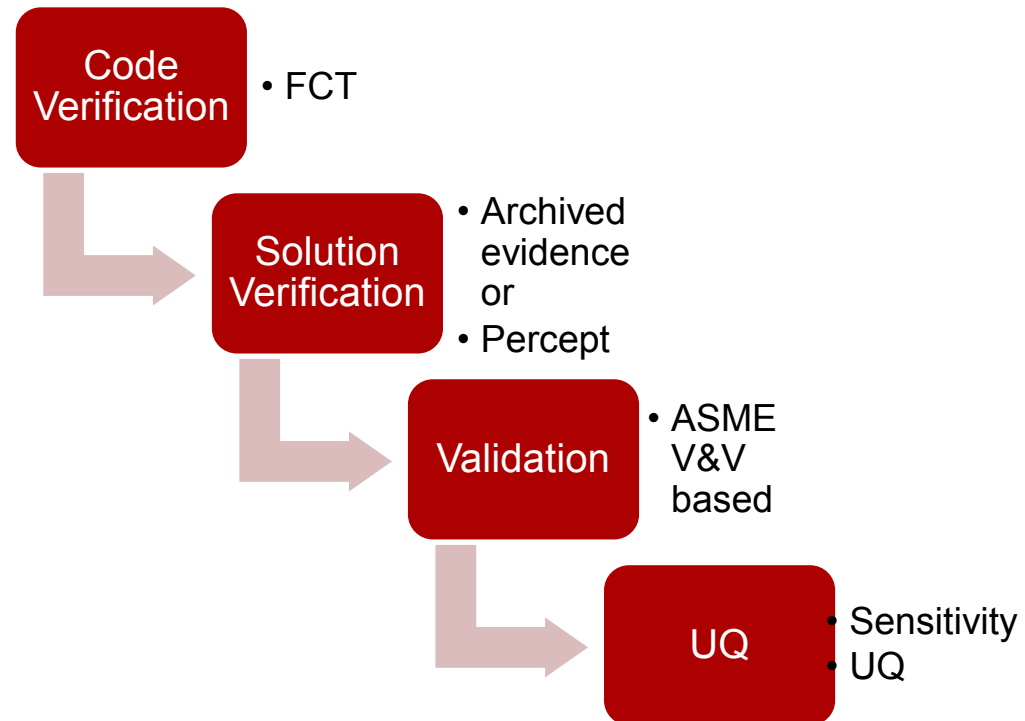 Code
Verification
• FCT
Solution
Verification
• Archived
evidence
or
• Percept
Validation
• ASME
V&V
based
UQ
• Sensitivity
• UQ